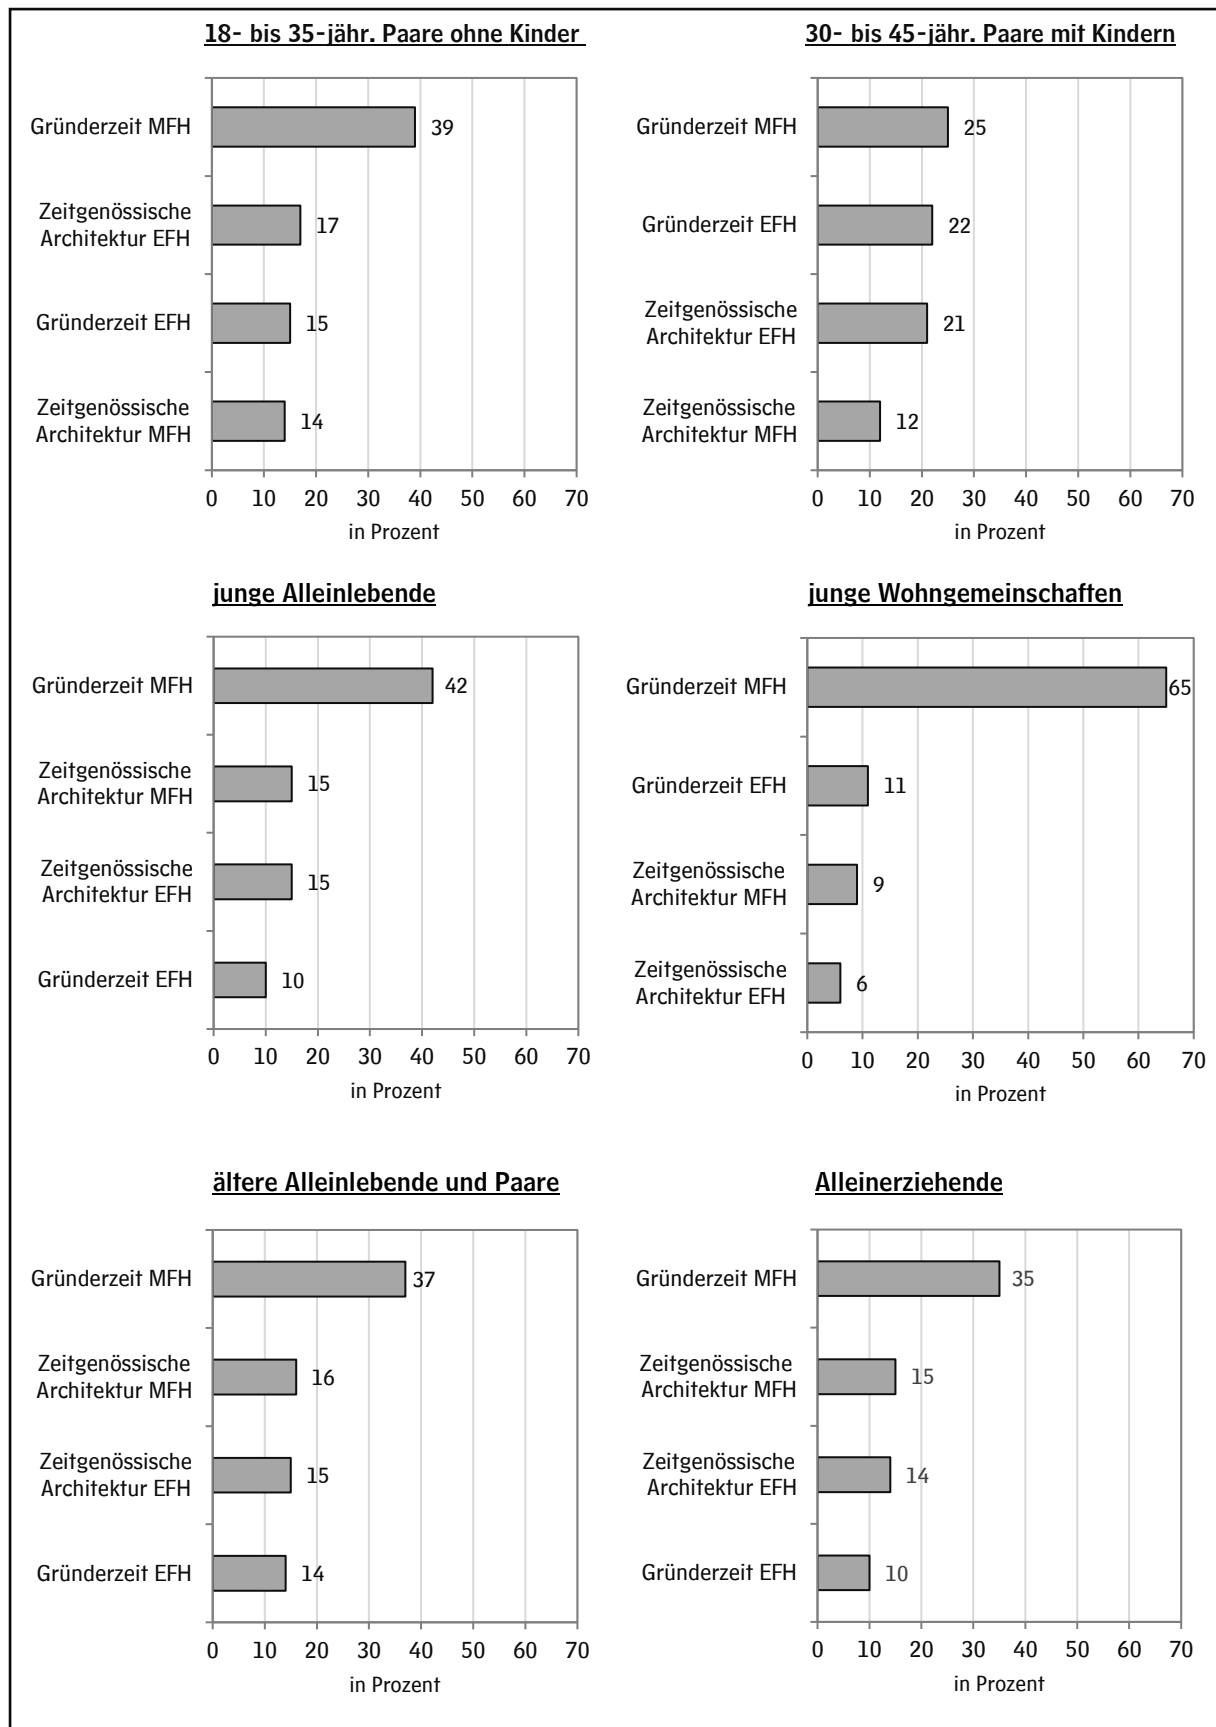 18- bis 35-jähr. Paare ohne Kinder
Gründerzeit MFH
39
Zeitgenössische
Architektur EFH
17
Gründerzeit EFH
15
Zeitgenössische
Architektur MFH
14
0 10 20 30 40 50 60 70
in Prozent
30- bis 45-jähr. Paare mit Kindern
Gründerzeit MFH
25
Gründerzeit EFH
22
Zeitgenössische
Architektur EFH
21
Zeitgenössische
Architektur MFH
12
0 10 20 30 40 50 60 70
in Prozent
junge Alleinlebende
Gründerzeit MFH
42
Zeitgenössische
Architektur MFH
15
Zeitgenössische
Architektur EFH
15
Gründerzeit EFH
10
0 10 20 30 40 50 60 70
in Prozent
junge Wohngemeinschaften
Gründerzeit MFH
65
Gründerzeit EFH
11
Zeitgenössische
Architektur MFH
9
Zeitgenössische
Architektur EFH
6
0 10 20 30 40 50 60 70
in Prozent
ältere Alleinlebende und Paare
Gründerzeit MFH
37
Zeitgenössische
Architektur MFH
16
Zeitgenössische
Architektur EFH
15
Gründerzeit EFH
14
0 10 20 30 40 50 60 70
in Prozent
Alleinerziehende
Gründerzeit MFH
35
Zeitgenössische
Architektur MFH
15
Zeitgenössische
Architektur EFH
14
Gründerzeit EFH
10
0 10 20 30 40 50 60 70
in Prozent